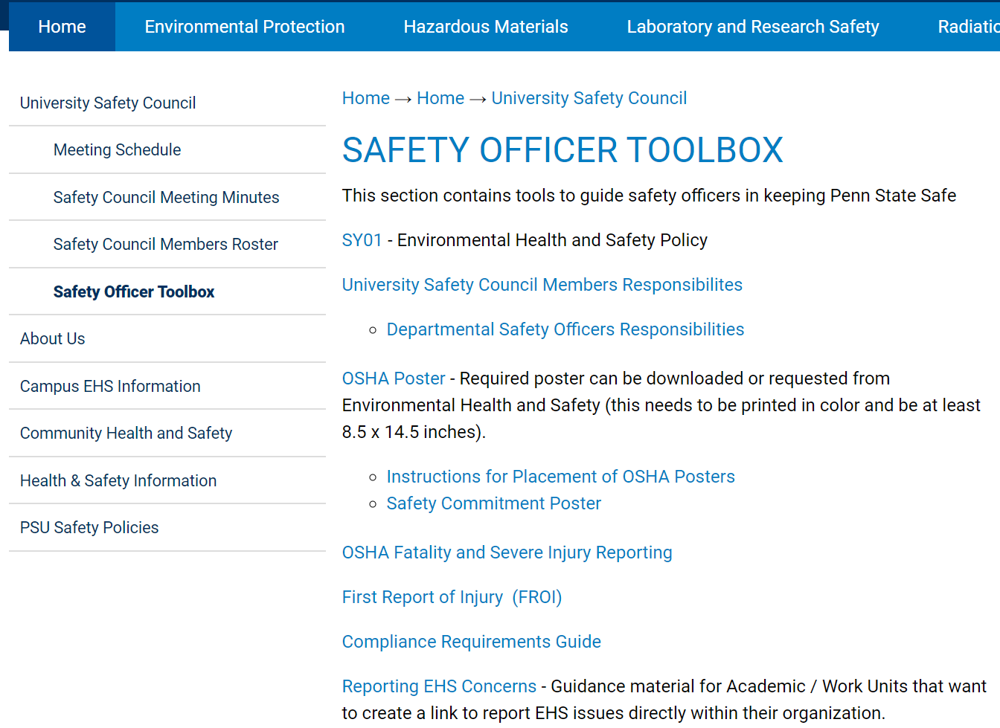 Home Environmental Protection Hazardous Materials Laboratory and Research Safety
University Safety Council
Meeting Schedule
Safety Council Meeting Minutes
Safety Council Members Roster
Safety Officer Toolbox
About Us
Campus EHS Information
Community Health and Safety
Health & Safety Information
PSU Safety Policies
Home → Home → University Safety Council
SAFETY OFFICER TOOLBOX
This section contains tools to guide safety officers in keeping Penn State Safe
SY01 - Environmental Health and Safety Policy
University Safety Council Members Responsibilites
Departmental Safety Officers Responsibilities
OSHA Poster - Required poster can be downloaded or requested from
Environmental Health and Safety (this needs to be printed in color and be at least
8.5 x 14.5 inches).
Instructions for Placement of OSHA Posters
Safety Commitment Poster
OSHA Fatality and Severe Injury Reporting
First Report of Injury (FROI)
Compliance Requirements Guide
Reporting EHS Concerns - Guidance material for Academic / Work Units that want
to create a link to report EHS issues directly within their organization.